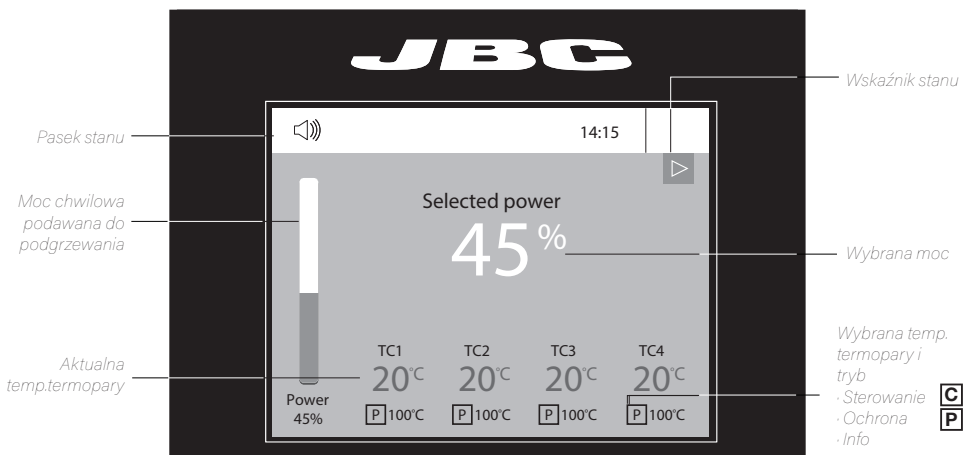 JBC
Wskaźnik stanu
Pasek stanu
14:15
Moc chwilowa
podawana do
podgrzewania
Selected power
45%
Wybrana moc
Aktualna
temp.termopary
TC1 TC2 TC3 TC4
20°C 20°C 20°C 20°C
P 100°C P 100°C P 100°C P 100°C
Power
45%
Wybrana temp.
termopary i
tryb
· Sterowanie C
· Ochrona P
· Info